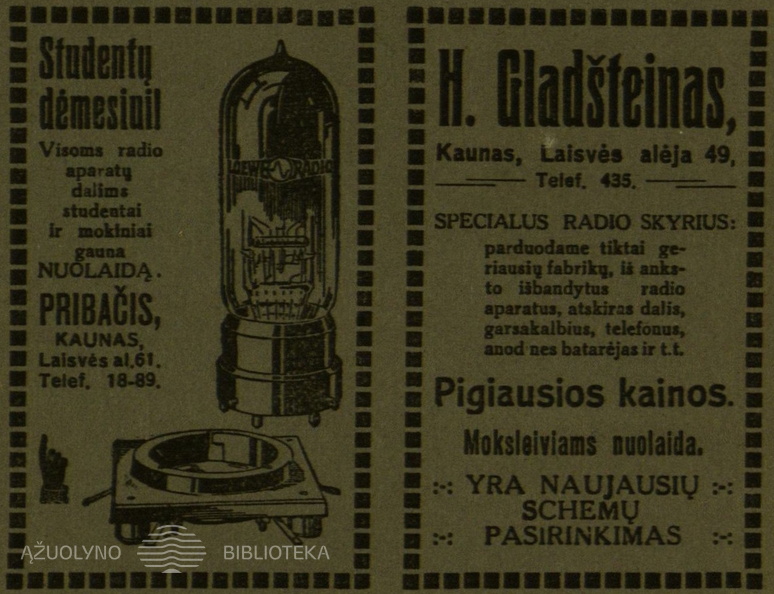 Studentų
dėmesiui!
Visoms radio
aparatų
dalims
studentai
ir mokiniai
gauna
NUOLAIDĄ.
PRIBAČIS,
KAUNAS,
Laisvės al. 61.
Telef. 18-89.
LOEWE RADIO
H. Gladšteinas,
Kaunas, Laisvės alėja 49,
Telef. 435.
SPECIALUS RADIO SKYRIUS:
parduodame tiktai ge-
riausių fabrikų, iš anks-
to išbandytus radio
aparatus, atskiras dalis,
garsakalbius, telefonus,
anod nes batarėjas ir t.t.
Pigiausios kainos.
Moksleiviams nuolaida.
:-: YRA NAUJAUSIŲ :-:
SCHEMŲ
:-: PASIRINKIMAS :-:
ĄŽUOLYNO BIBLIOTEKA